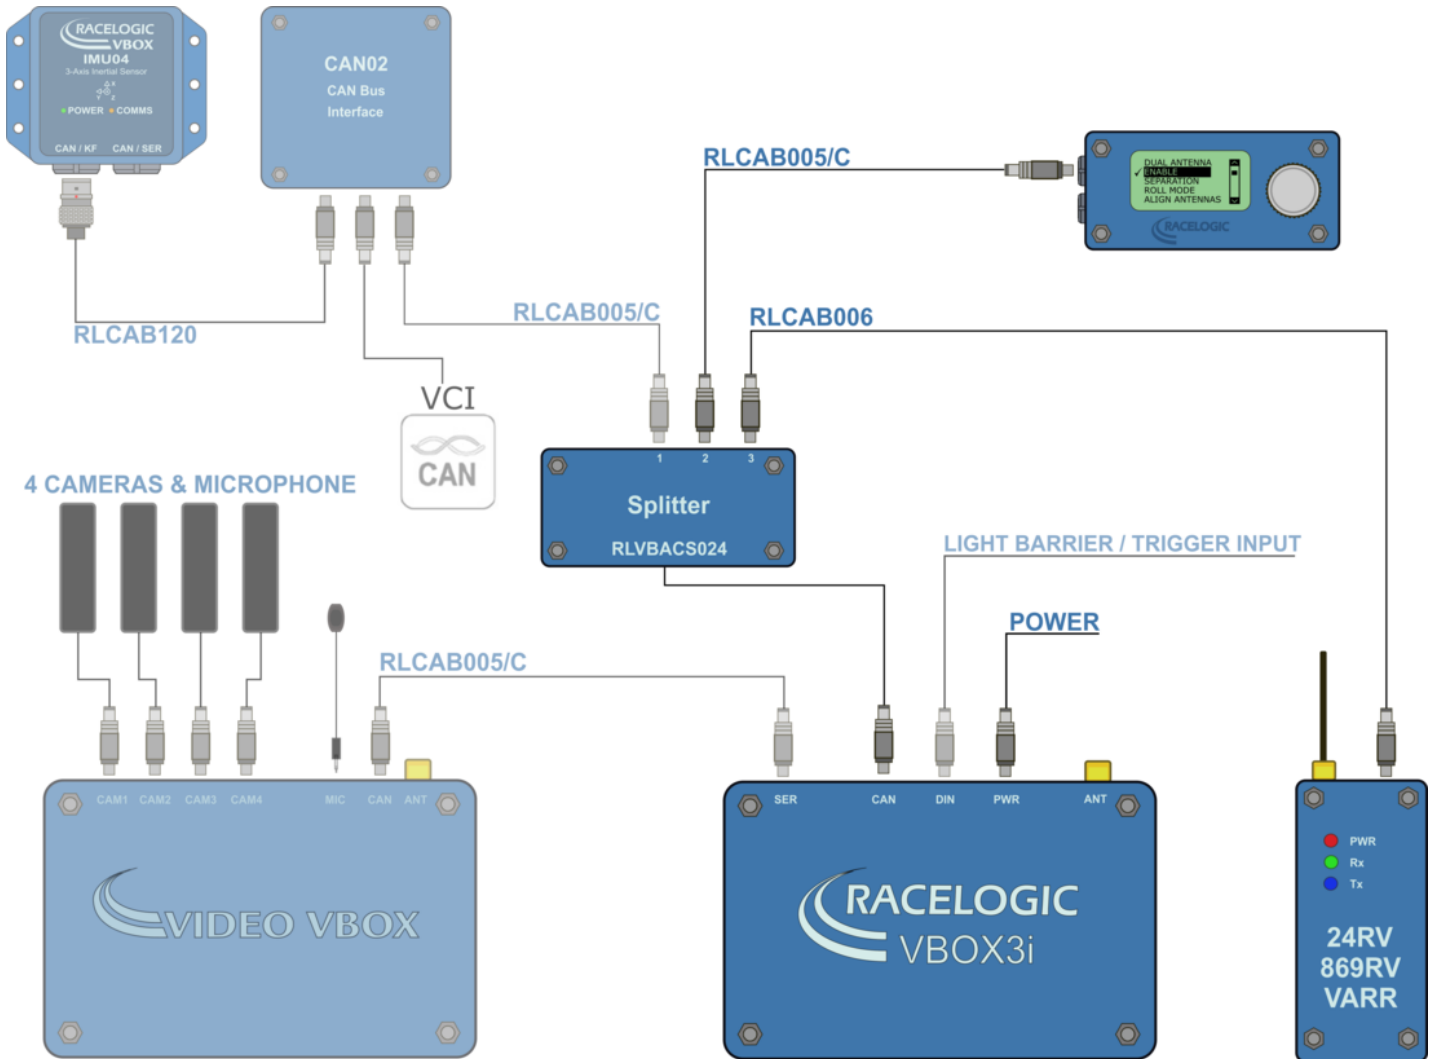 RACELOGIC
VBOX
IMU04
3-Axis Inertial Sensor
X
Y Z
POWER COMMS
CAN / KF CAN / SER
CAN02
CAN Bus
Interface
RLCAB005/C
DUAL ANTENNA
✓ ENABLE
SEPARATION
ROLL MODE
ALIGN ANTENNAS
RACELOGIC
RLCAB120
RLCAB005/C
RLCAB006
VCI
CAN
1 2 3
Splitter
RLVBACS024
4 CAMERAS & MICROPHONE
LIGHT BARRIER / TRIGGER INPUT
POWER
RLCAB005/C
CAM1 CAM2 CAM3 CAM4 MIC CAN ANT
VIDEO VBOX
SER CAN DIN PWR ANT
RACELOGIC
VBOX3i
PWR
Rx
Tx
24RV
869RV
VARR